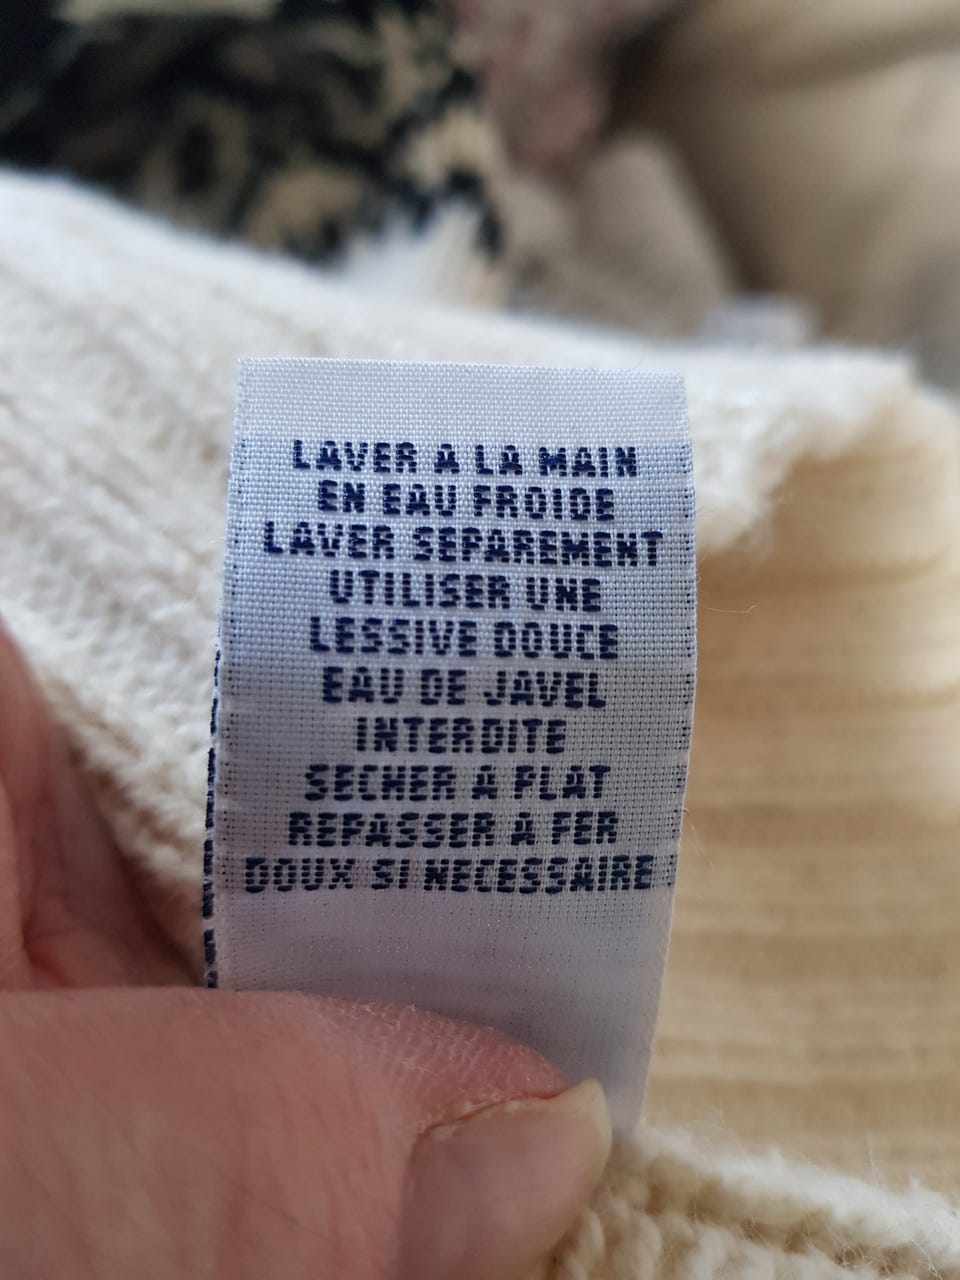 LAVER A LA MAIN
EN EAU FROIDE
LAVER SEPAREMENT
UTILISER UNE
LESSIVE DOUCE
EAU DE JAVEL
INTERDITE
SECHER A PLAT
REPASSER A FER
DOUX SI NECESSAIRE